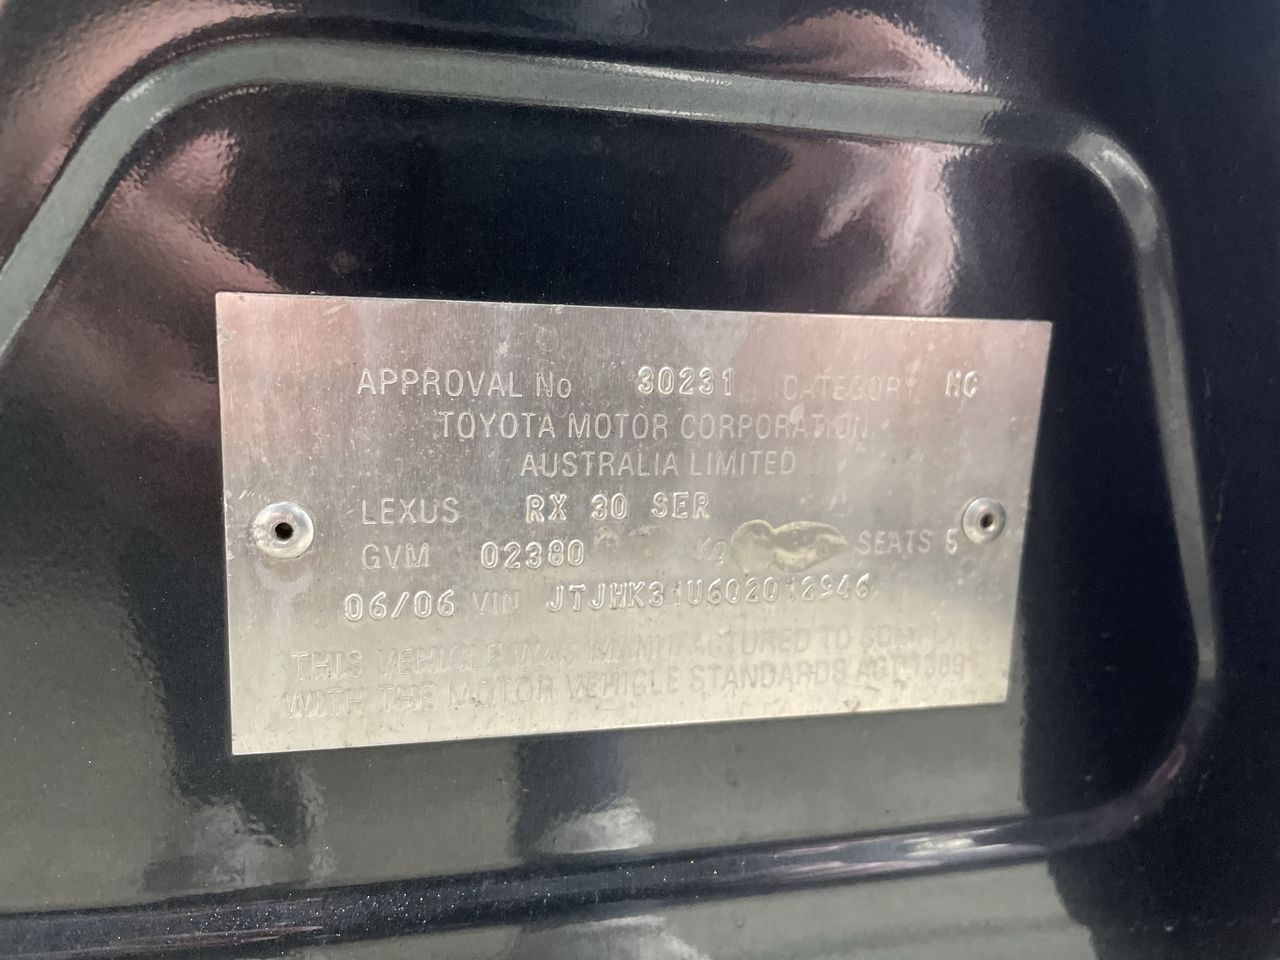 APPROVAL No 30231 CATEGORY MC
TOYOTA MOTOR CORPORATION
AUSTRALIA LIMITED
LEXUS RX 30 SER
GVM 02380 KG SEATS 5
06/06 VIN JTJHK31U602012946
THIS VEHICLE WAS MANUFACTURED TO COMPLY
WITH THE MOTOR VEHICLE STANDARDS ACT 1989